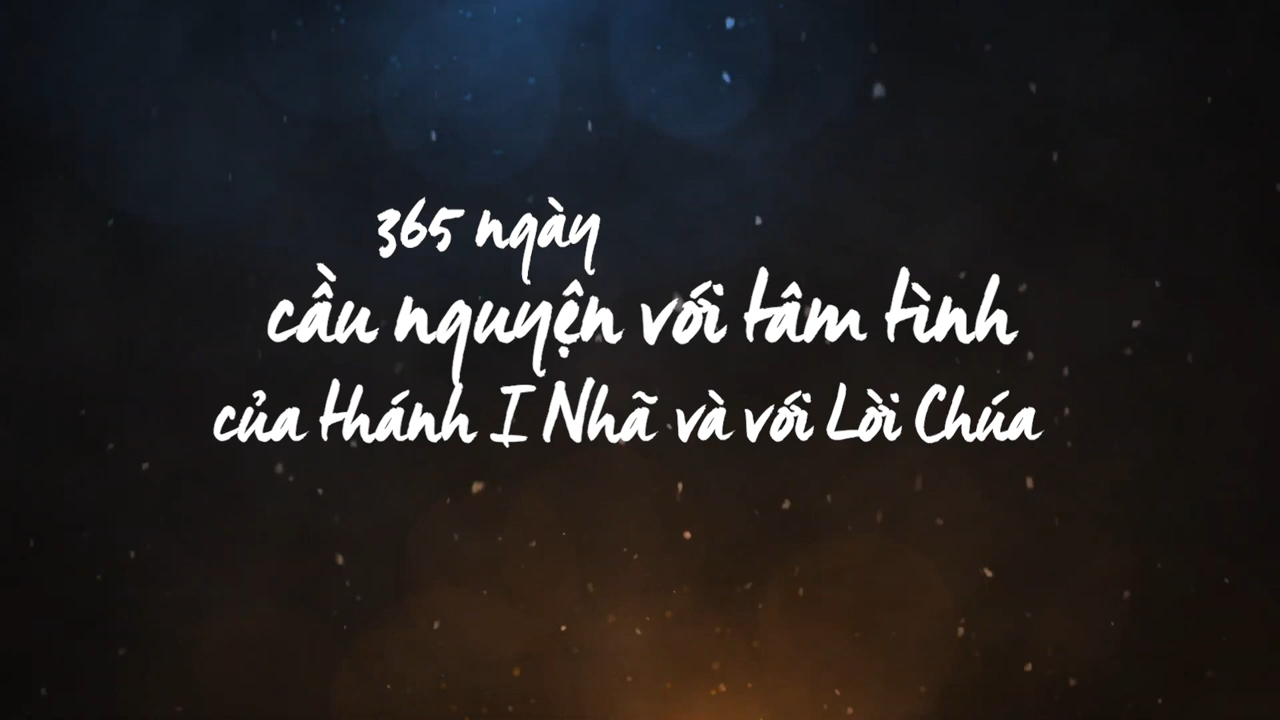 365 ngày
cầu nguyện với tâm tình
của thánh I Nhã và với Lời Chúa